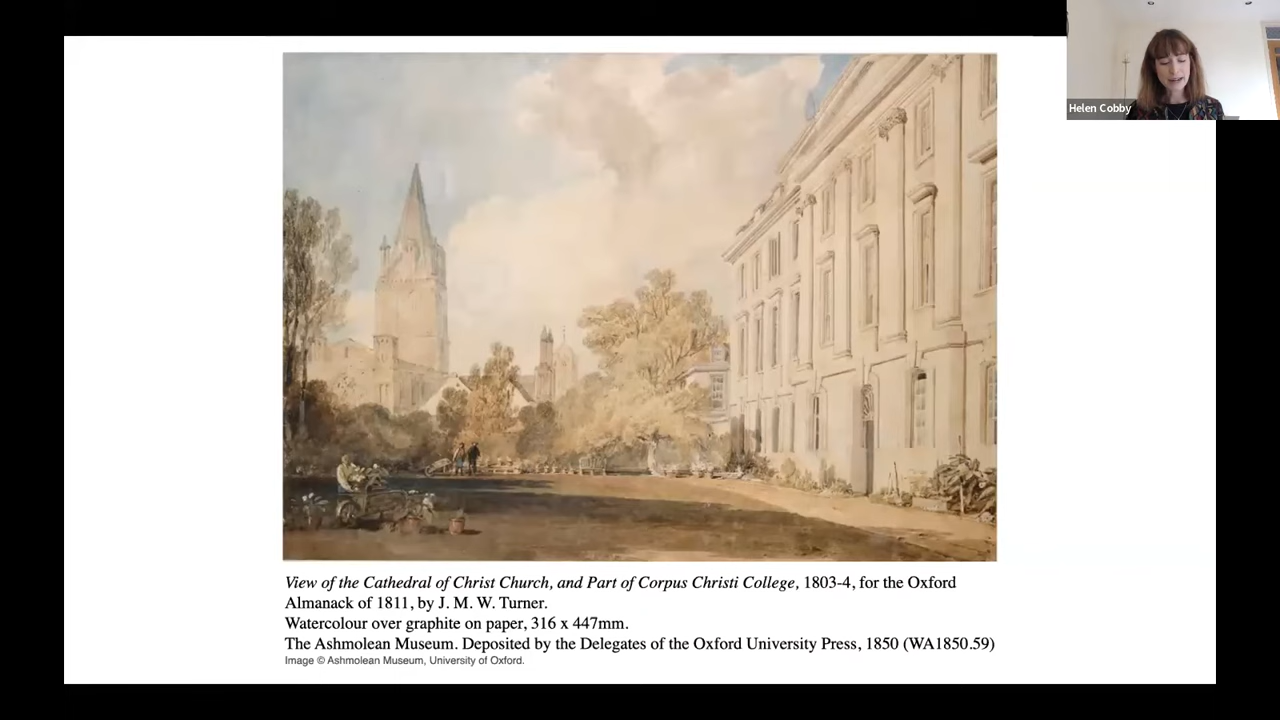 Helen Cobby
View of the Cathedral of Christ Church, and Part of Corpus Christi College, 1803-4, for the Oxford
Almanack of 1811, by J. M. W. Turner.
Watercolour over graphite on paper, 316 x 447mm.
The Ashmolean Museum. Deposited by the Delegates of the Oxford University Press, 1850 (WA1850.59)
Image © Ashmolean Museum, University of Oxford.